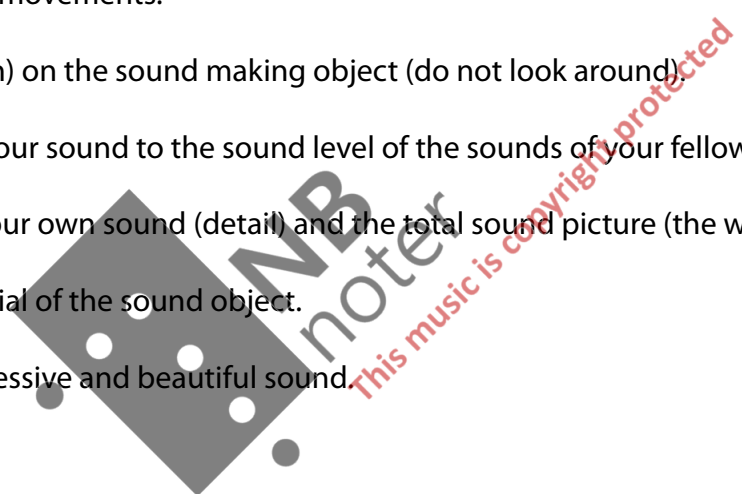 movements.
) on the sound making object (do not look around).
our sound to the sound level of the sounds of your fellow
our own sound (detail) and the total sound picture (the w
ial of the sound object.
essive and beautiful sound.
NB
noter
This music is copyright protected